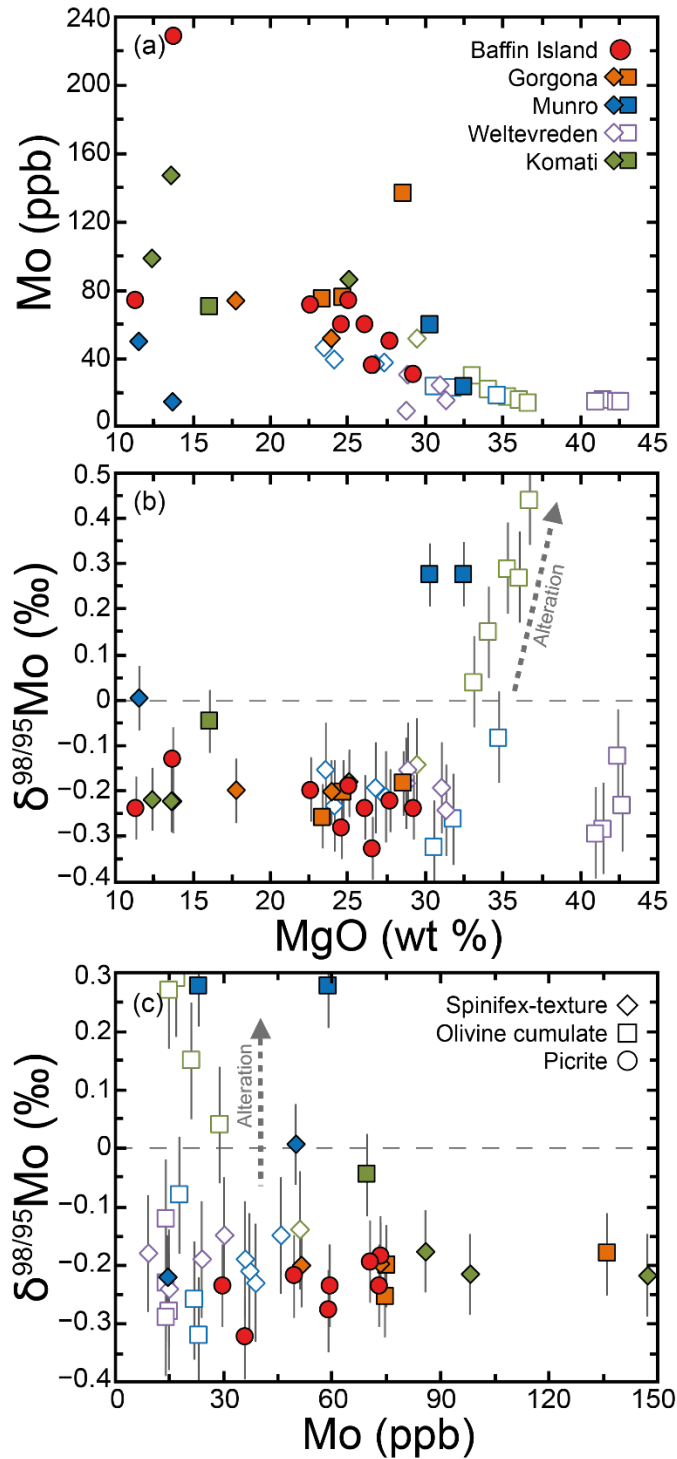 (a)
Baffin Island
Gorgona
Munro
Weltevreden
Komati
Mo (ppb)
240
220
160
120
80
40
0
10 15 20 25 30 35 40 45
(b)
Alteration
δ98/95Mo (‰)
0.5
0.4
0.3
0.2
0.1
0
−0.1
−0.2
−0.3
−0.4
10 15 20 25 30 35 40 45
MgO (wt %)
(c)
Spinifex-texture
Olivine cumulate
Picrite
Alteration
δ98/95Mo (‰)
0.3
0.2
0.1
0
−0.1
−0.2
−0.3
−0.4
0 30 60 90 120 150
Mo (ppb)